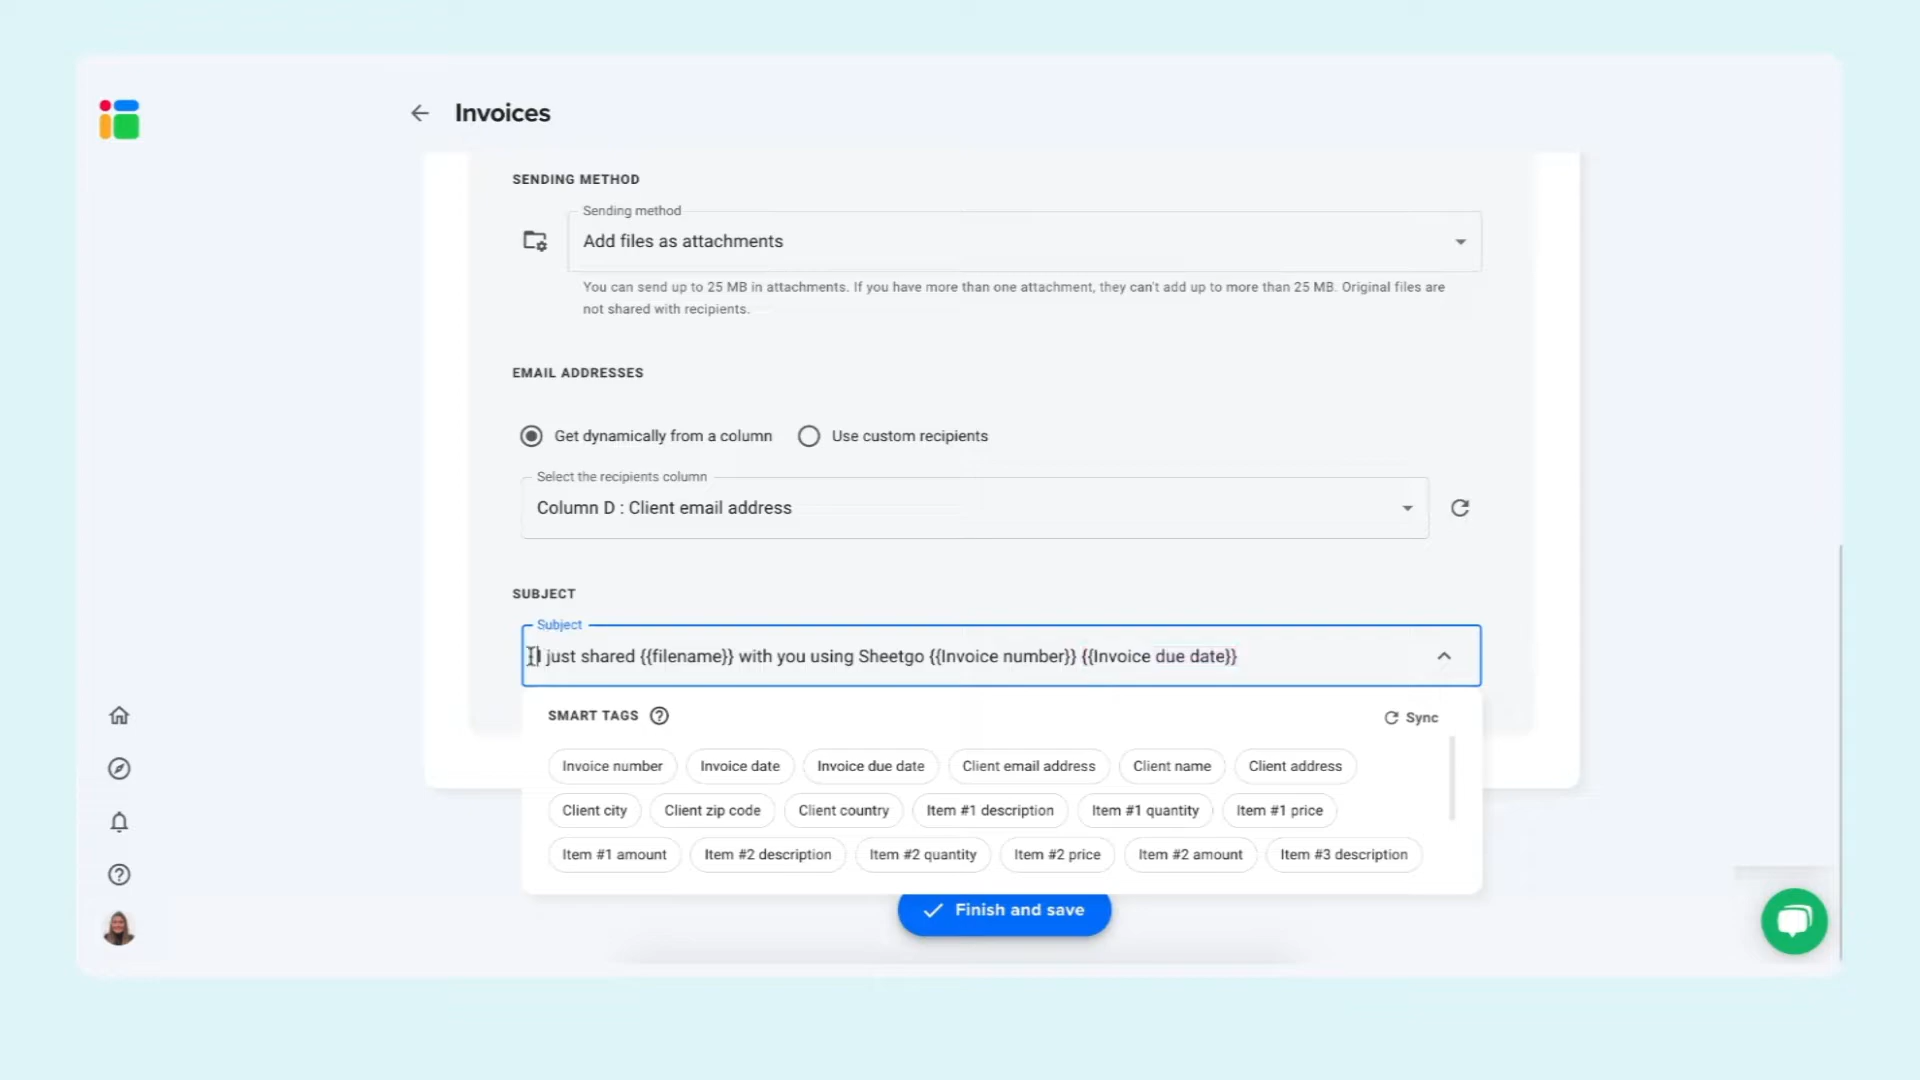 Invoices
SENDING METHOD
Sending method
Add files as attachments
You can send up to 25 MB in attachments. If you have more than one attachment, they can't add up to more than 25 MB. Original files are
not shared with recipients.
EMAIL ADDRESSES
Get dynamically from a column
Use custom recipients
Select the recipients column
Column D : Client email address
SUBJECT
Subject
I just shared {{filename}} with you using Sheetgo {{Invoice number}} {{Invoice due date}}
SMART TAGS
Sync
Invoice number
Invoice date
Invoice due date
Client email address
Client name
Client address
Client city
Client zip code
Client country
Item #1 description
Item #1 quantity
Item #1 price
Item #1 amount
Item #2 description
Item #2 quantity
Item #2 price
Item #2 amount
Item #3 description
Finish and save